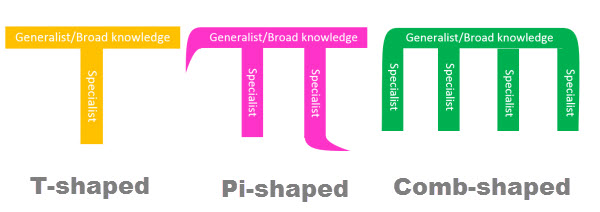 Generalist/Broad knowledge
Specialist
T-shaped
Generalist/Broad knowledge
Specialist
Specialist
Pi-shaped
Generalist/Broad knowledge
Specialist
Specialist
Specialist
Specialist
Comb-shaped